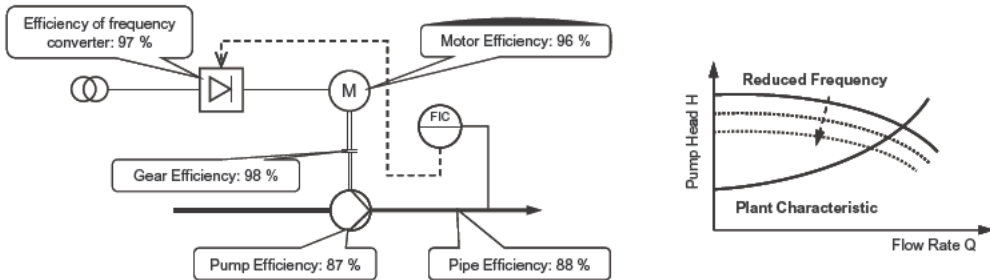 Efficiency of frequency
converter: 97 %
Motor Efficiency: 96 %
M
FIC
Gear Efficiency: 98 %
Pump Efficiency: 87 %
Pipe Efficiency: 88 %
Pump Head H
Reduced Frequency
Plant Characteristic
Flow Rate Q